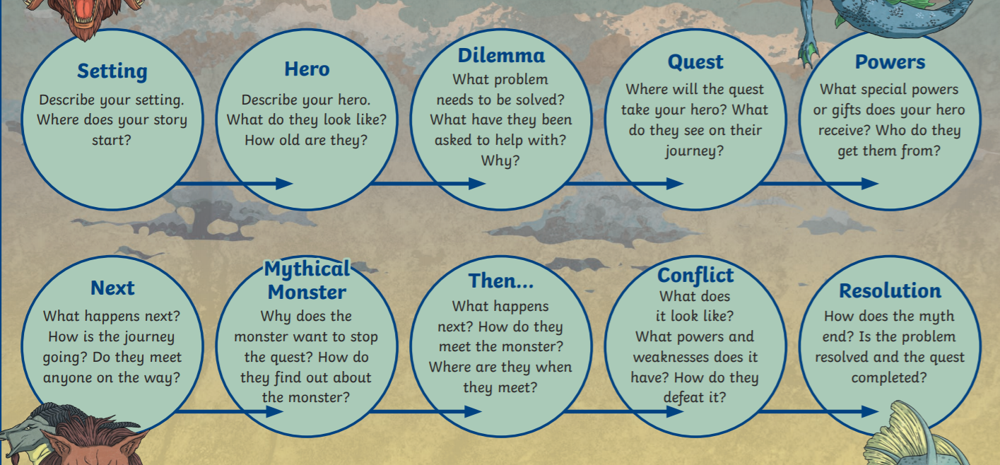 Setting
Describe your setting.
Where does your story
start?
Hero
Describe your hero.
What do they look like?
How old are they?
Dilemma
What problem
needs to be solved?
What have they been
asked to help with?
Why?
Quest
Where will the quest
take your hero? What
do they see on their
journey?
Powers
What special powers
or gifts does your hero
receive? Who do they
get them from?
Next
What happens next?
How is the journey
going? Do they meet
anyone on the way?
Mythical
Monster
Why does the
monster want to stop
the quest? How do
they find out about
the monster?
Then...
What happens
next? How do they
meet the monster?
Where are they when
they meet?
Conflict
What does
it look like?
What powers and
weaknesses does it
have? How do they
defeat it?
Resolution
How does the myth
end? Is the problem
resolved and the quest
completed?